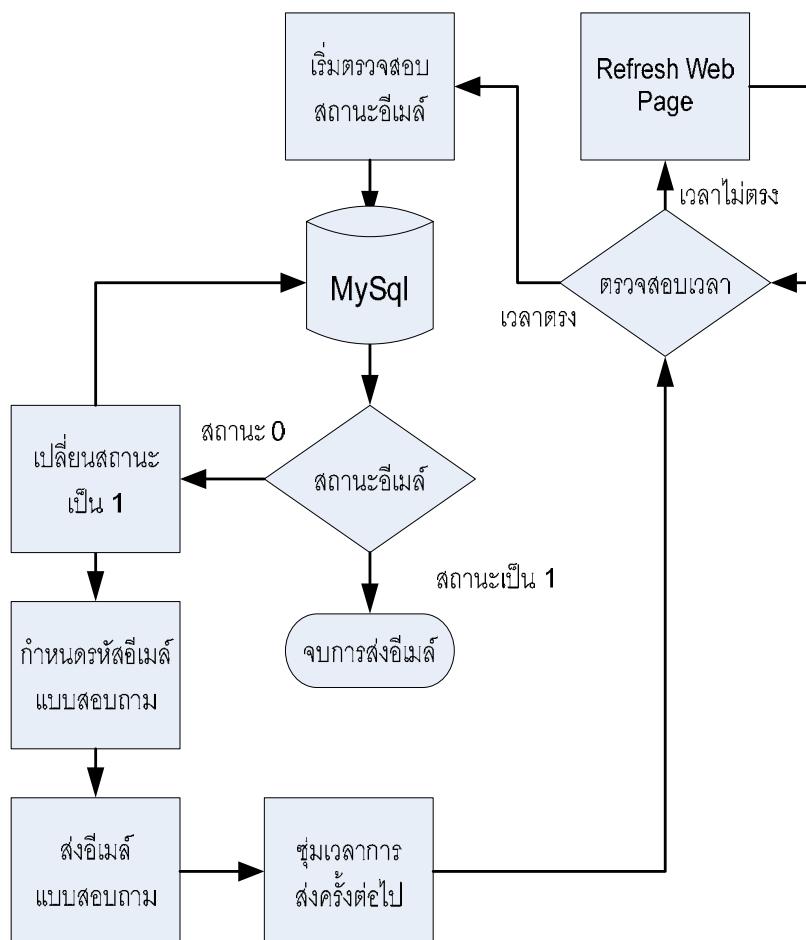 เริ่มตรวจสอบ
สถานะอีเมล์
Refresh Web
Page
เวลาไม่ตรง
MySql
ตรวจสอบเวลา
เวลาตรง
สถานะ 0
เปลี่ยนสถานะ
เป็น 1
สถานะอีเมล์
สถานะเป็น 1
กำหนดรหัสอีเมล์
แบบสอบถาม
จบการส่งอีเมล์
ส่งอีเมล์
แบบสอบถาม
ซุ่มเวลาการ
ส่งครั้งต่อไป